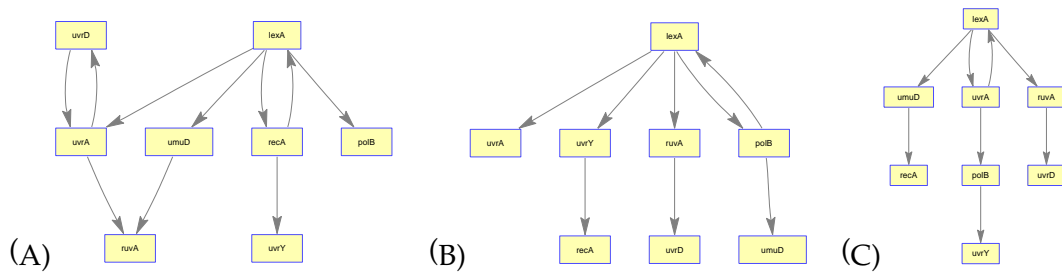 uvrD lexA
uvrA umuD recA polB
ruvA uvrY
(A)
lexA
uvrA uvrY ruvA polB
recA uvrD umuD
(B)
lexA
umuD uvrA ruvA
recA polB uvrD
uvrY
(C)